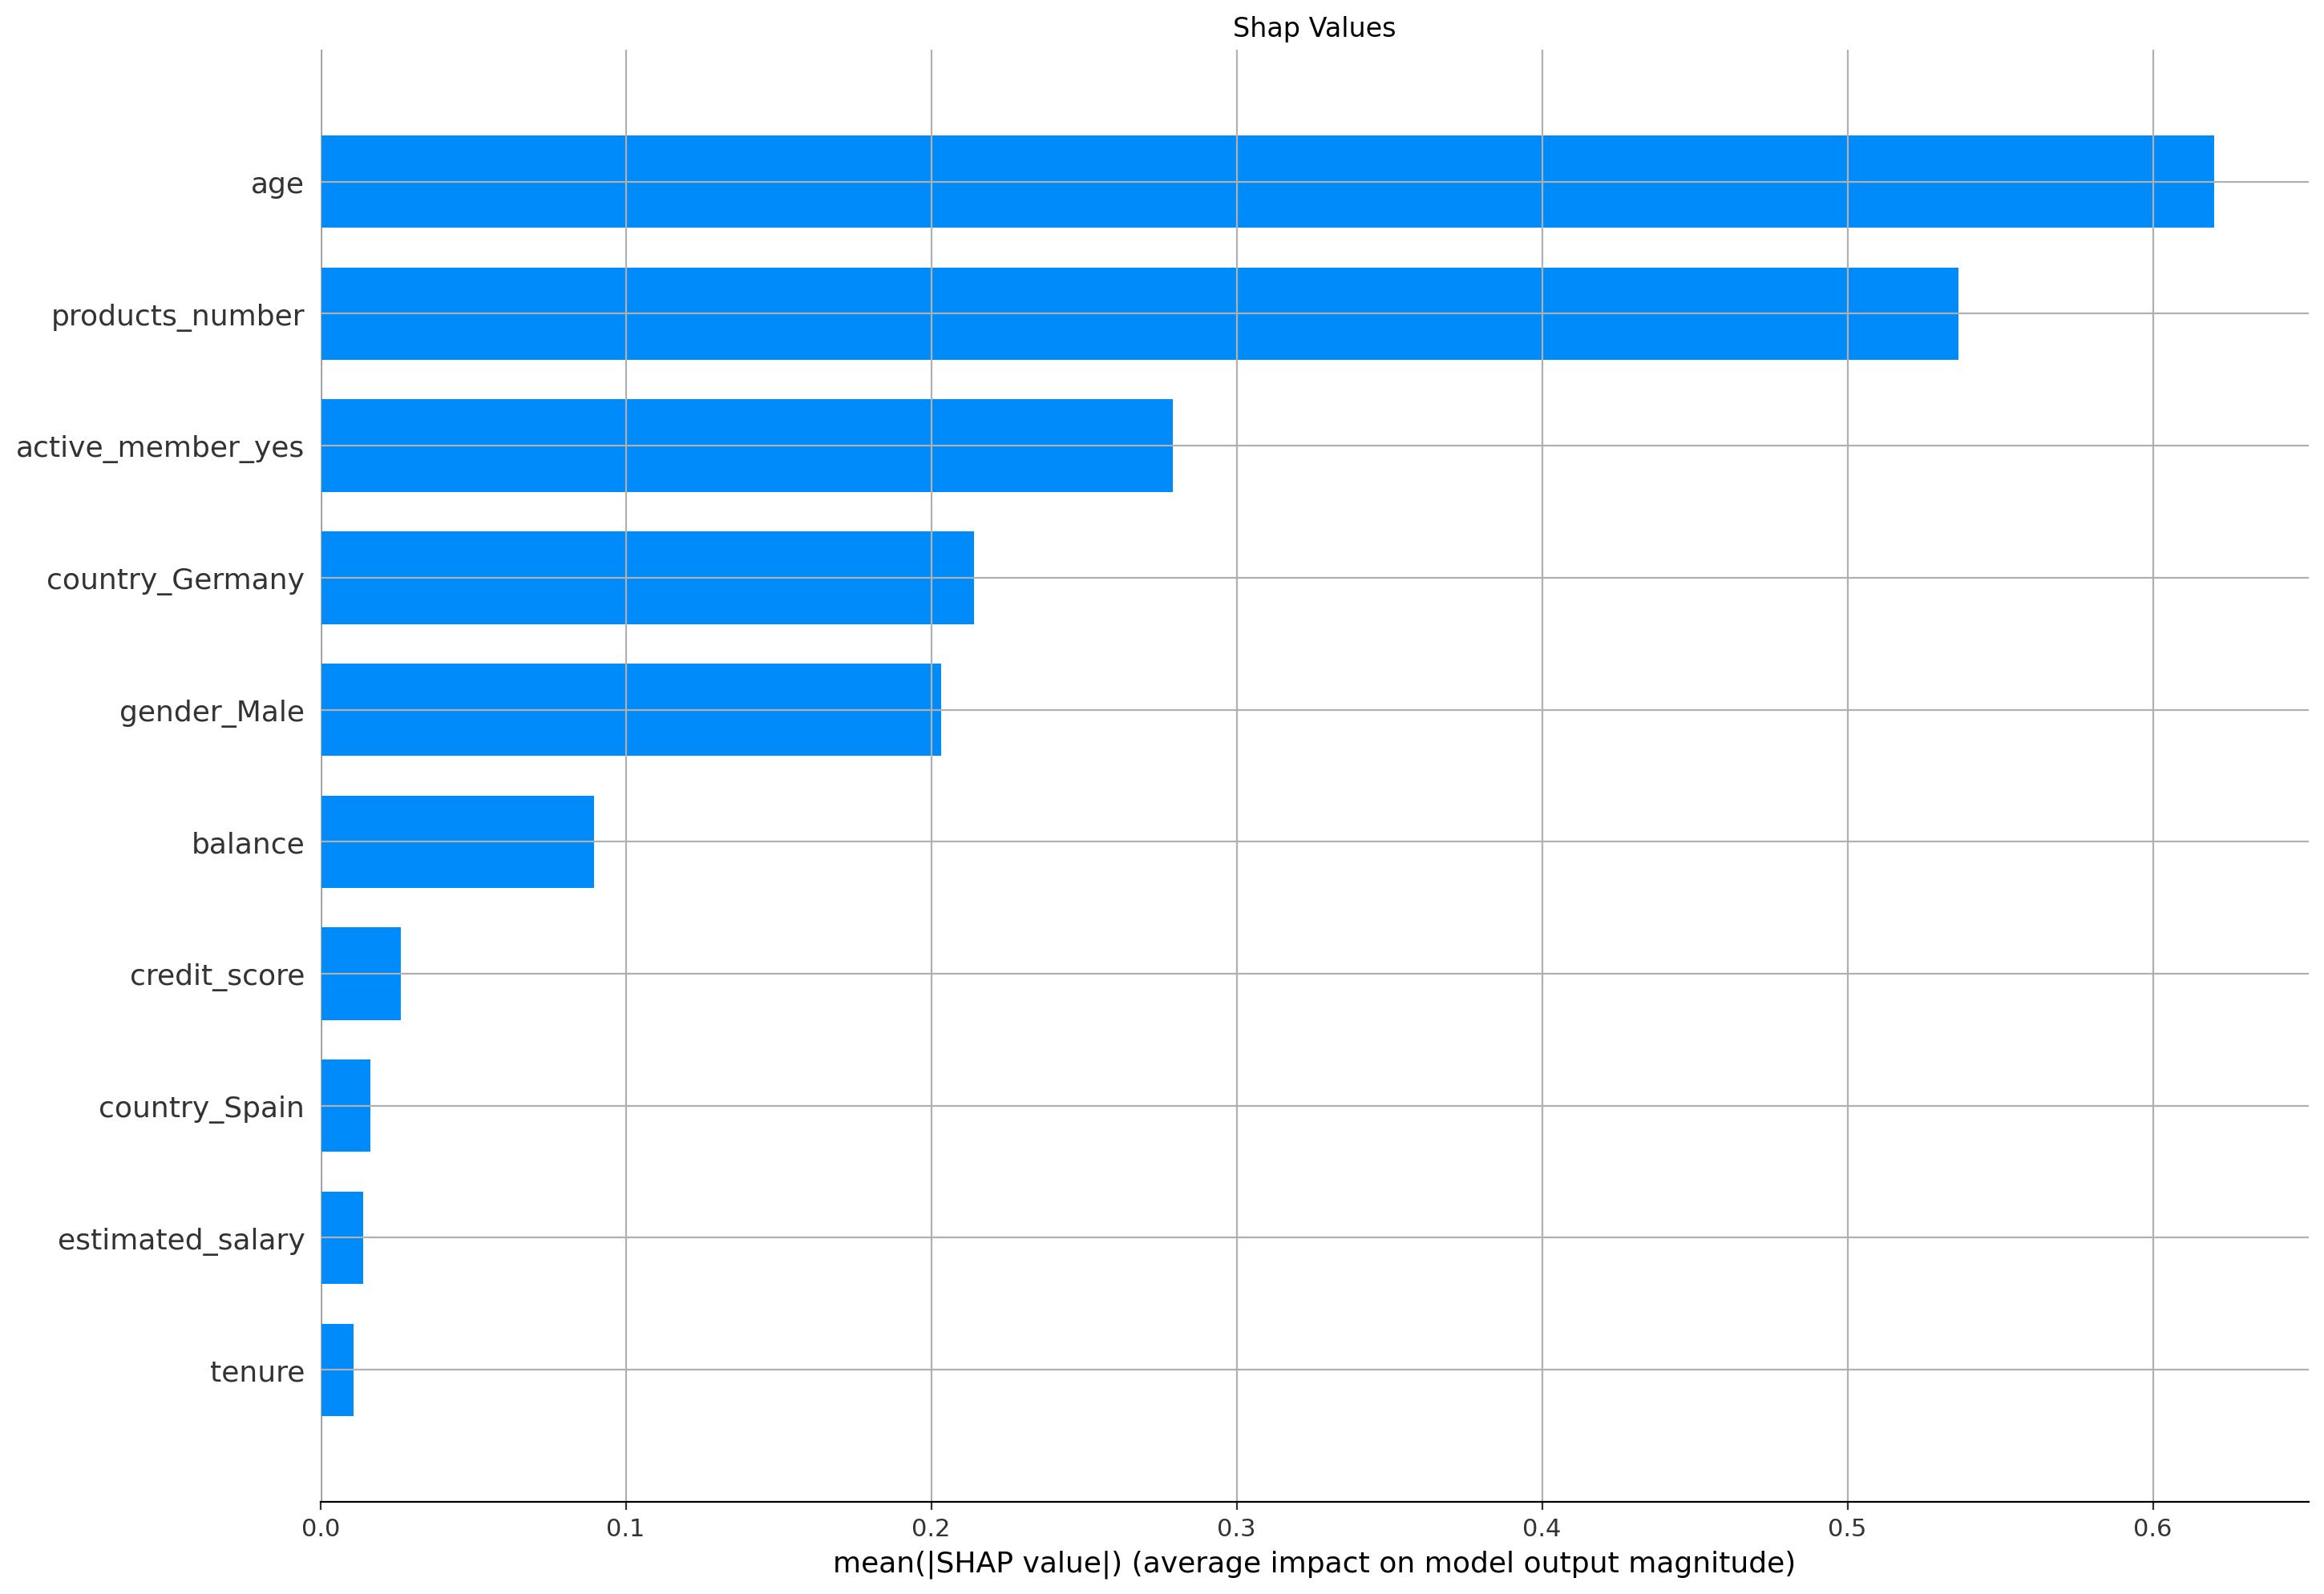 Shap Values
age
products_number
active_member_yes
country_Germany
gender_Male
balance
credit_score
country_Spain
estimated_salary
tenure
0.0 0.1 0.2 0.3 0.4 0.5 0.6
mean(|SHAP value|) (average impact on model output magnitude)